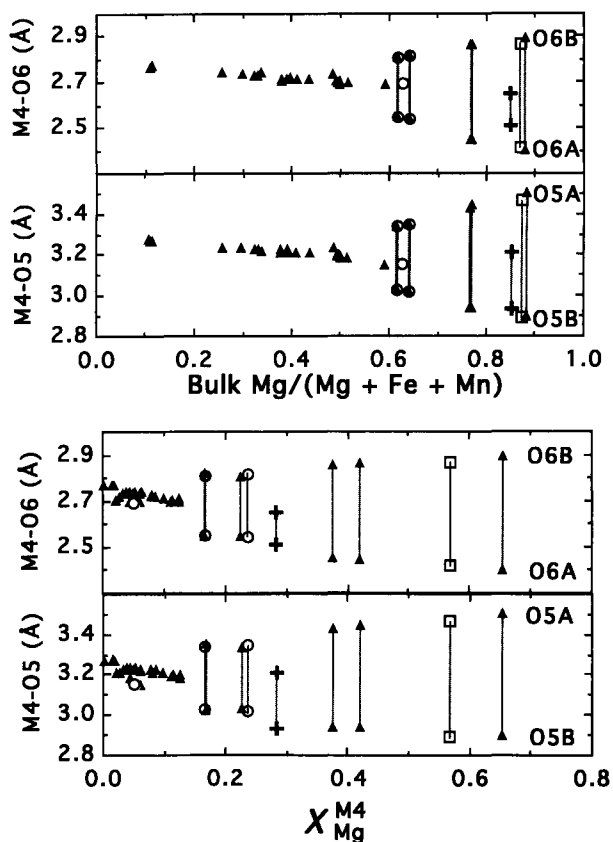 M4-O6 (Å)
2.9
2.7
2.5
O6B
O6A
M4-O5 (Å)
3.4
3.2
3.0
2.8
O5A
O5B
0.0 0.2 0.4 0.6 0.8 1.0
Bulk Mg/(Mg + Fe + Mn)
M4-O6 (Å)
2.9
2.7
2.5
O6B
O6A
M4-O5 (Å)
3.4
3.2
3.0
2.8
O5A
O5B
0.0 0.2 0.4 0.6 0.8
X M4 Mg